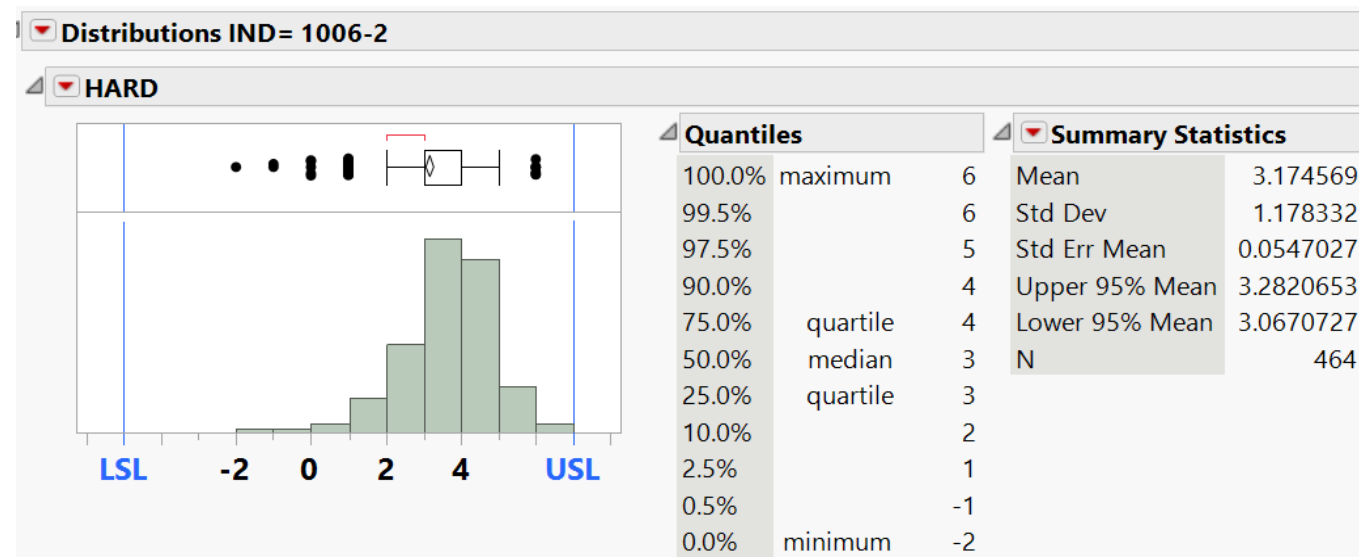 Distributions IND= 1006-2
HARD
LSL -2 0 2 4 USL
Quantiles
100.0% maximum 6
99.5% 6
97.5% 5
90.0% 4
75.0% quartile 4
50.0% median 3
25.0% quartile 3
10.0% 2
2.5% 1
0.5% -1
0.0% minimum -2
Summary Statistics
Mean 3.174569
Std Dev 1.178332
Std Err Mean 0.0547027
Upper 95% Mean 3.2820653
Lower 95% Mean 3.0670727
N 464